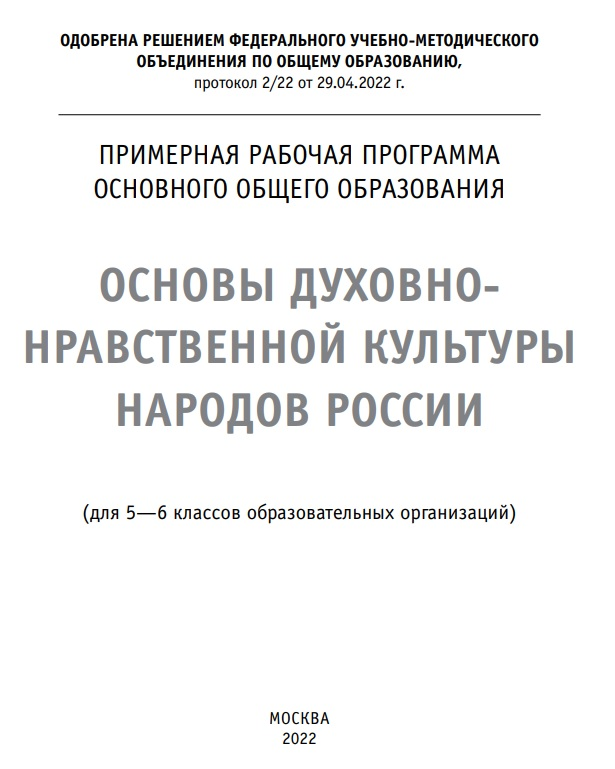 ОДОБРЕНА РЕШЕНИЕМ ФЕДЕРАЛЬНОГО УЧЕБНО-МЕТОДИЧЕСКОГО
ОБЪЕДИНЕНИЯ ПО ОБЩЕМУ ОБРАЗОВАНИЮ,
протокол 2/22 от 29.04.2022 г.
ПРИМЕРНАЯ РАБОЧАЯ ПРОГРАММА
ОСНОВНОГО ОБЩЕГО ОБРАЗОВАНИЯ
ОСНОВЫ ДУХОВНО-
НРАВСТВЕННОЙ КУЛЬТУРЫ
НАРОДОВ РОССИИ
(для 5—6 классов образовательных организаций)
МОСКВА
2022